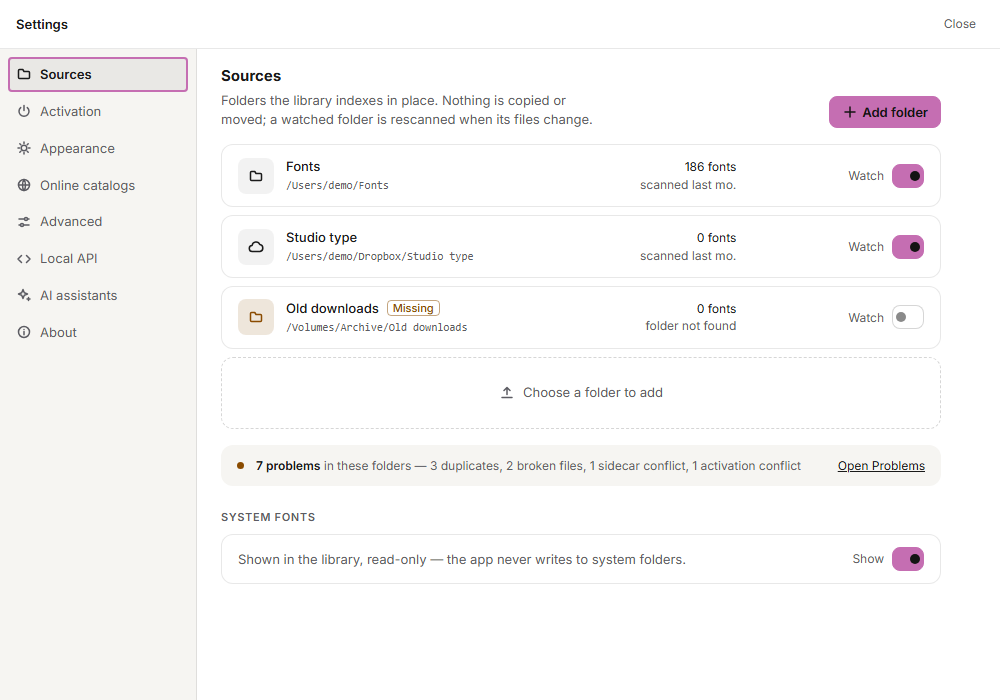 Settings
Close
Sources
Activation
Appearance
Online catalogs
Advanced
Local API
AI assistants
About
Sources
Folders the library indexes in place. Nothing is copied or
moved; a watched folder is rescanned when its files change.
Add folder
Fonts
/Users/demo/Fonts
186 fonts
scanned last mo.
Watch
Studio type
/Users/demo/Dropbox/Studio type
0 fonts
scanned last mo.
Watch
Old downloads Missing
/Volumes/Archive/Old downloads
0 fonts
folder not found
Watch
Choose a folder to add
7 problems in these folders — 3 duplicates, 2 broken files, 1 sidecar conflict, 1 activation conflict
Open Problems
SYSTEM FONTS
Shown in the library, read-only — the app never writes to system folders.
Show